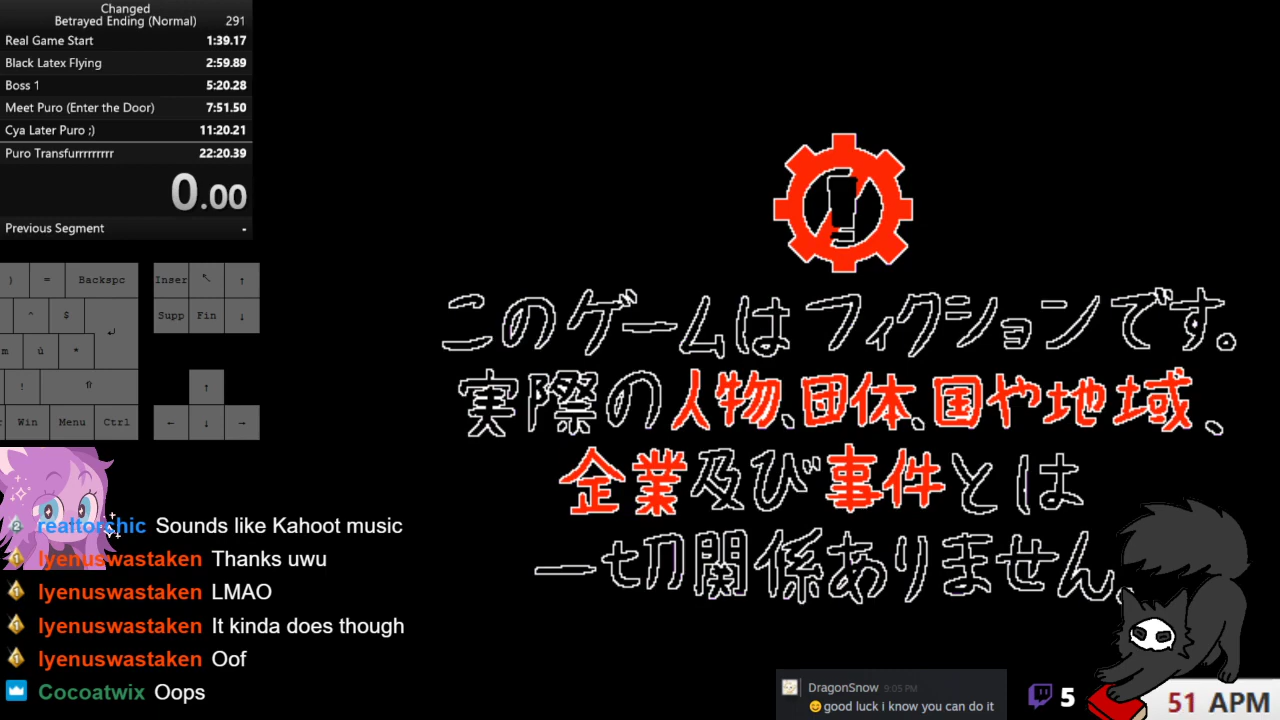 Changed
Betrayed Ending (Normal) 291
Real Game Start 1:39.17
Black Latex Flying 2:59.89
Boss 1 5:20.28
Meet Puro (Enter the Door) 7:51.50
Cya Later Puro ;) 11:20.21
Puro Transfurrrrrrrrr 22:20.39
0.00
Previous Segment -
) = Backspc Inser ↖ ↑
^ $ ↵ Supp Fin ↓
m ù *
! ⇧ ↑
Win Menu Ctrl ← ↓ →
このゲームはフィクションです。
実際の人物、団体、国や地域、
企業及び事件とは
一切関係ありません。
realtorchic Sounds like Kahoot music
lyenuswastaken Thanks uwu
lyenuswastaken LMAO
lyenuswastaken It kinda does though
lyenuswastaken Oof
Cocoatwix Oops
DragonSnow 9:05 PM
😊good luck i know you can do it
5
51 APM